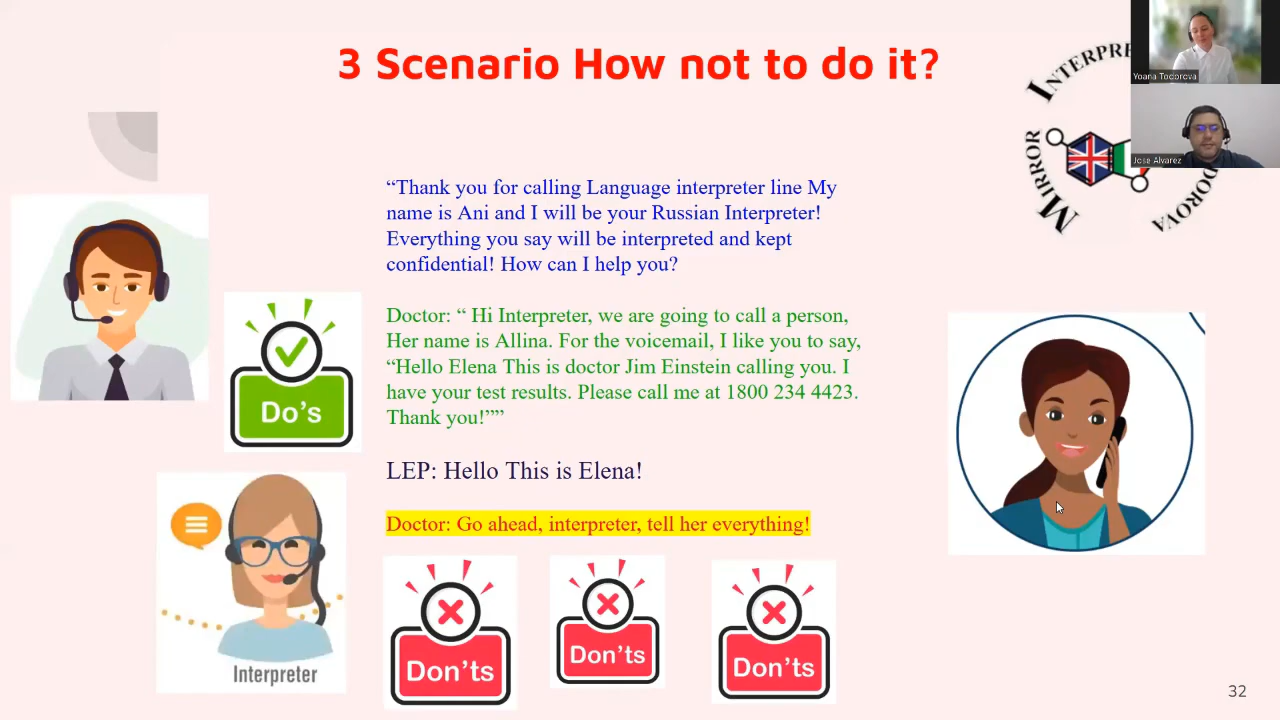 3 Scenario How not to do it?
Yoana Todorova
Jose Alvarez
MIRROR
“Thank you for calling Language interpreter line My
name is Ani and I will be your Russian Interpreter!
Everything you say will be interpreted and kept
confidential! How can I help you?
Doctor: “ Hi Interpreter, we are going to call a person,
Her name is Allina. For the voicemail, I like you to say,
“Hello Elena This is doctor Jim Einstein calling you. I
have your test results. Please call me at 1800 234 4423.
Thank you!””
Do’s
LEP: Hello This is Elena!
Doctor: Go ahead, interpreter, tell her everything!
Interpreter
Don’ts
Don’ts
Don’ts
32